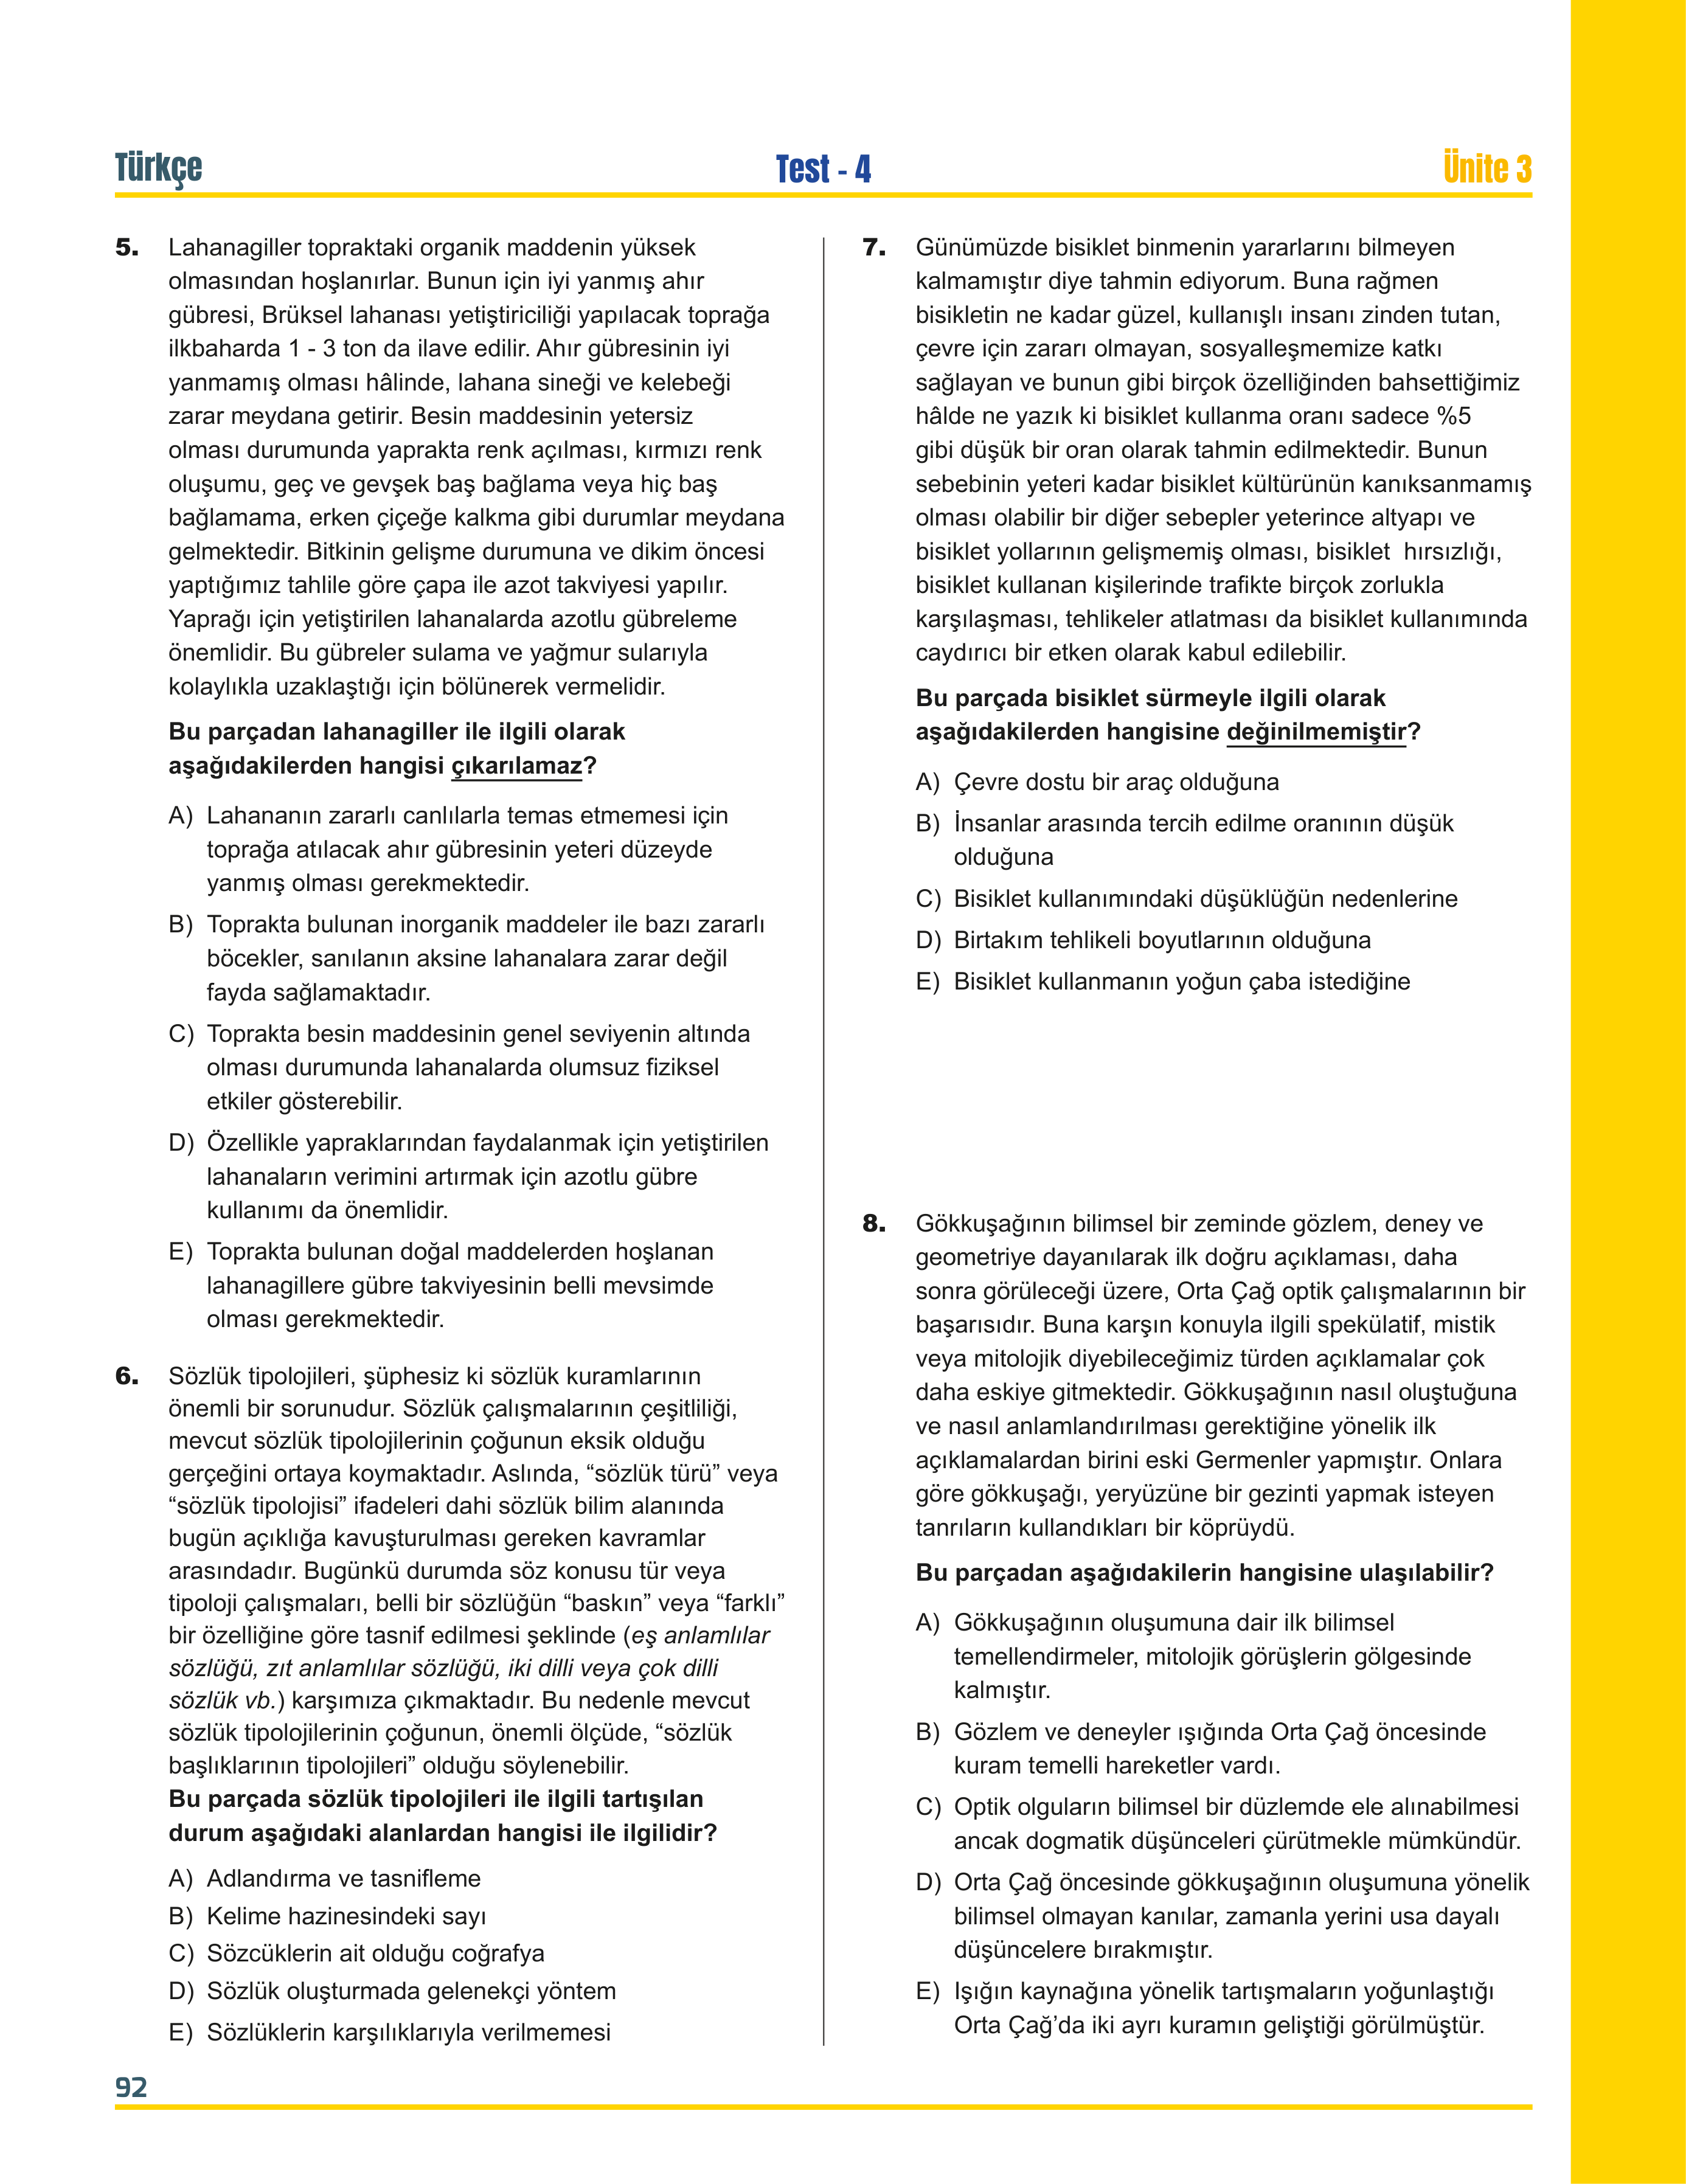 Türkçe
Test - 4
Ünite 3
5. Lahanagiller topraktaki organik maddenin yüksek
olmasından hoşlanırlar. Bunun için iyi yanmış ahır
gübresi, Brüksel lahanası yetiştiriciliği yapılacak toprağa
ilkbaharda 1 - 3 ton da ilave edilir. Ahır gübresinin iyi
yanmamış olması hâlinde, lahana sineği ve kelebeği
zarar meydana getirir. Besin maddesinin yetersiz
olması durumunda yaprakta renk açılması, kırmızı renk
oluşumu, geç ve gevşek baş bağlama veya hiç baş
bağlamama, erken çiçeğe kalkma gibi durumlar meydana
gelmektedir. Bitkinin gelişme durumuna ve dikim öncesi
yaptığımız tahlile göre çapa ile azot takviyesi yapılır.
Yaprağı için yetiştirilen lahanalarda azotlu gübreleme
önemlidir. Bu gübreler sulama ve yağmur sularıyla
kolaylıkla uzaklaştığı için bölünerek vermelidir.
Bu parçadan lahanagiller ile ilgili olarak
aşağıdakilerden hangisi çıkarılamaz?
A) Lahananın zararlı canlılarla temas etmemesi için
toprağa atılacak ahır gübresinin yeteri düzeyde
yanmış olması gerekmektedir.
B) Toprakta bulunan inorganik maddeler ile bazı zararlı
böcekler, sanılanın aksine lahanalara zarar değil
fayda sağlamaktadır.
C) Toprakta besin maddesinin genel seviyenin altında
olması durumunda lahanalarda olumsuz fiziksel
etkiler gösterebilir.
D) Özellikle yapraklarından faydalanmak için yetiştirilen
lahanaların verimini artırmak için azotlu gübre
kullanımı da önemlidir.
E) Toprakta bulunan doğal maddelerden hoşlanan
lahanagillere gübre takviyesinin belli mevsimde
olması gerekmektedir.
6. Sözlük tipolojileri, şüphesiz ki sözlük kuramlarının
önemli bir sorunudur. Sözlük çalışmalarının çeşitliliği,
mevcut sözlük tipolojilerinin çoğunun eksik olduğu
gerçeğini ortaya koymaktadır. Aslında, “sözlük türü” veya
“sözlük tipolojisi” ifadeleri dahi sözlük bilim alanında
bugün açıklığa kavuşturulması gereken kavramlar
arasındadır. Bugünkü durumda söz konusu tür veya
tipoloji çalışmaları, belli bir sözlüğün “baskın” veya “farklı”
bir özelliğine göre tasnif edilmesi şeklinde (eş anlamlılar
sözlüğü, zıt anlamlılar sözlüğü, iki dilli veya çok dilli
sözlük vb.) karşımıza çıkmaktadır. Bu nedenle mevcut
sözlük tipolojilerinin çoğunun, önemli ölçüde, “sözlük
başlıklarının tipolojileri” olduğu söylenebilir.
Bu parçada sözlük tipolojileri ile ilgili tartışılan
durum aşağıdaki alanlardan hangisi ile ilgilidir?
A) Adlandırma ve tasnifleme
B) Kelime hazinesindeki sayı
C) Sözcüklerin ait olduğu coğrafya
D) Sözlük oluşturmada gelenekçi yöntem
E) Sözlüklerin karşılıklarıyla verilmemesi
7. Günümüzde bisiklet binmenin yararlarını bilmeyen
kalmamıştır diye tahmin ediyorum. Buna rağmen
bisikletin ne kadar güzel, kullanışlı insanı zinden tutan,
çevre için zararı olmayan, sosyalleşmemize katkı
sağlayan ve bunun gibi birçok özelliğinden bahsettiğimiz
hâlde ne yazık ki bisiklet kullanma oranı sadece %5
gibi düşük bir oran olarak tahmin edilmektedir. Bunun
sebebinin yeteri kadar bisiklet kültürünün kanıksanmamış
olması olabilir bir diğer sebepler yeterince altyapı ve
bisiklet yollarının gelişmemiş olması, bisiklet  hırsızlığı,
bisiklet kullanan kişilerinde trafikte birçok zorlukla
karşılaşması, tehlikeler atlatması da bisiklet kullanımında
caydırıcı bir etken olarak kabul edilebilir.
Bu parçada bisiklet sürmeyle ilgili olarak
aşağıdakilerden hangisine değinilmemiştir?
A) Çevre dostu bir araç olduğuna
B) İnsanlar arasında tercih edilme oranının düşük
olduğuna
C) Bisiklet kullanımındaki düşüklüğün nedenlerine
D) Birtakım tehlikeli boyutlarının olduğuna
E) Bisiklet kullanmanın yoğun çaba istediğine
8. Gökkuşağının bilimsel bir zeminde gözlem, deney ve
geometriye dayanılarak ilk doğru açıklaması, daha
sonra görüleceği üzere, Orta Çağ optik çalışmalarının bir
başarısıdır. Buna karşın konuyla ilgili spekülatif, mistik
veya mitolojik diyebileceğimiz türden açıklamalar çok
daha eskiye gitmektedir. Gökkuşağının nasıl oluştuğuna
ve nasıl anlamlandırılması gerektiğine yönelik ilk
açıklamalardan birini eski Germenler yapmıştır. Onlara
göre gökkuşağı, yeryüzüne bir gezinti yapmak isteyen
tanrıların kullandıkları bir köprüydü.
Bu parçadan aşağıdakilerin hangisine ulaşılabilir?
A) Gökkuşağının oluşumuna dair ilk bilimsel
temellendirmeler, mitolojik görüşlerin gölgesinde
kalmıştır.
B) Gözlem ve deneyler ışığında Orta Çağ öncesinde
kuram temelli hareketler vardı.
C) Optik olguların bilimsel bir düzlemde ele alınabilmesi
ancak dogmatik düşünceleri çürütmekle mümkündür.
D) Orta Çağ öncesinde gökkuşağının oluşumuna yönelik
bilimsel olmayan kanılar, zamanla yerini usa dayalı
düşüncelere bırakmıştır.
E) Işığın kaynağına yönelik tartışmaların yoğunlaştığı
Orta Çağ’da iki ayrı kuramın geliştiği görülmüştür.
92